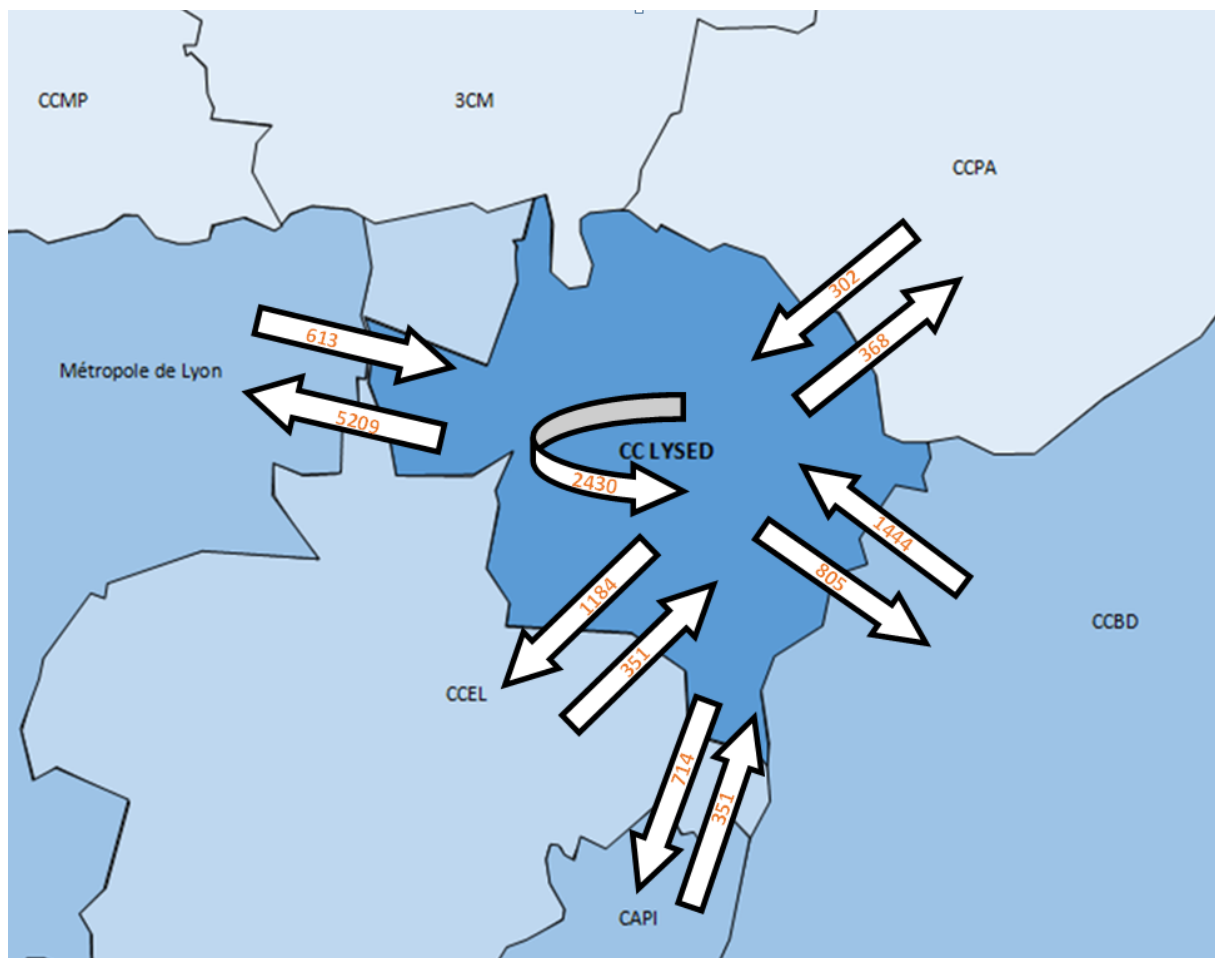 CCMP
3CM
CCPA
302
368
613
Métropole de Lyon
5209
CC LYSED
2430
1444
805
1184
351
CCBD
CCEL
714
351
CAPI